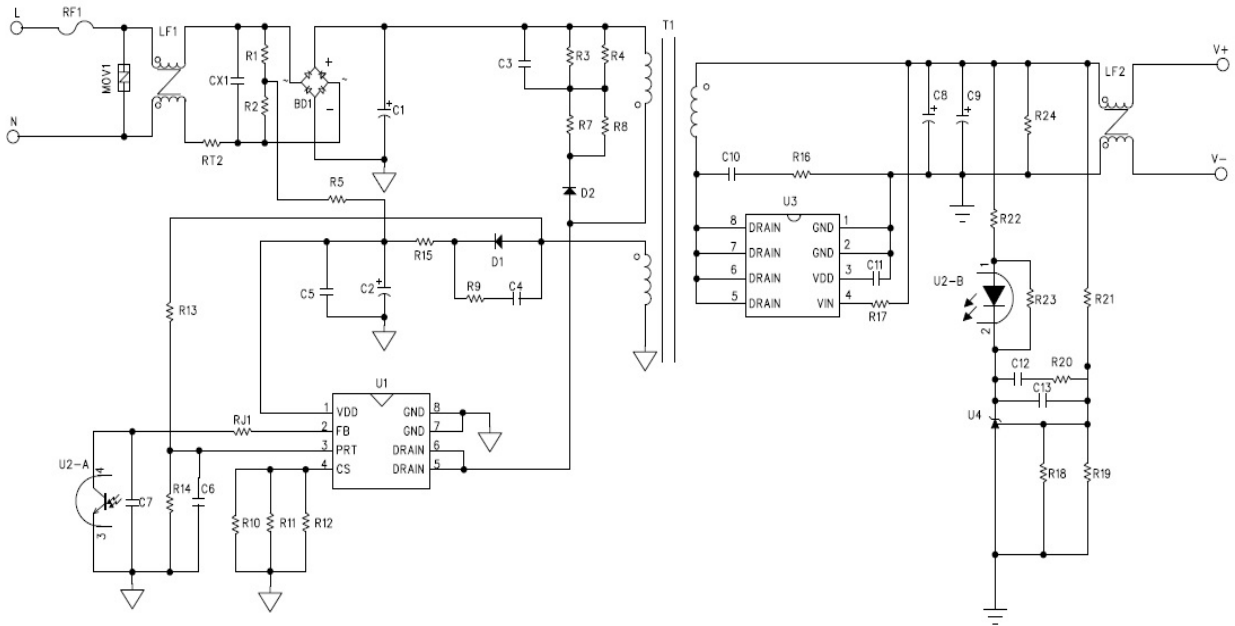 L
RF1
LF1
MOV1
N
RT2
CX1
R1
R2
BD1
~
~
+
-
+
C1
C3
R3
R4
R7
R8
D2
T1
R5
R15
D1
R9
C4
C5
+
C2
R13
U1
1 VDD GND 8
2 FB GND 7
3 PRT DRAIN 6
4 CS DRAIN 5
RJ1
U2-A
4
3
C7
R14
C6
R10
R11
R12
C10
R16
U3
8 DRAIN GND 1
7 DRAIN GND 2
6 DRAIN VDD 3
5 DRAIN VIN 4
C11
R17
C8
+
C9
+
R24
LF2
V+
V-
R22
U2-B
1
2
R23
R21
C12
R20
C13
U4
R18
R19